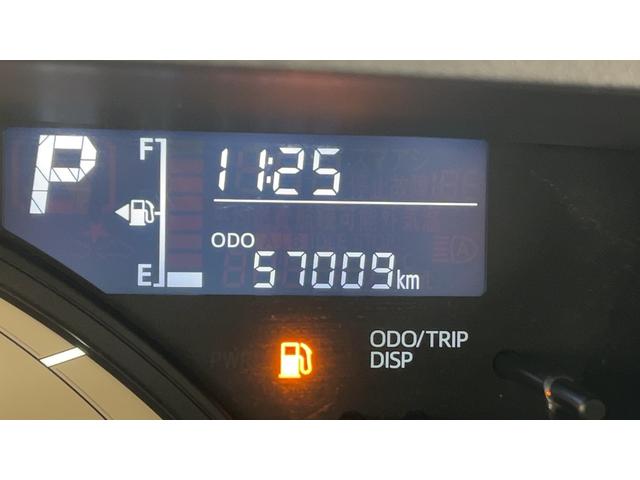 P
F
11:25
ODO
57009km
E
ODO/TRIP
DISP